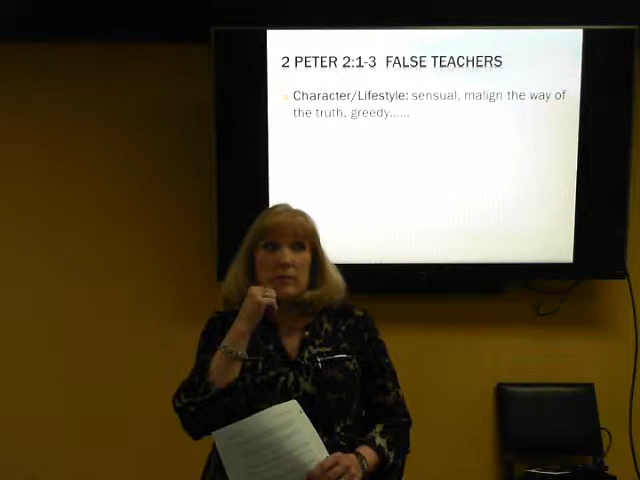 2 PETER 2:1-3 FALSE TEACHERS
Character/Lifestyle: sensual, malign the way of
the truth, greedy......